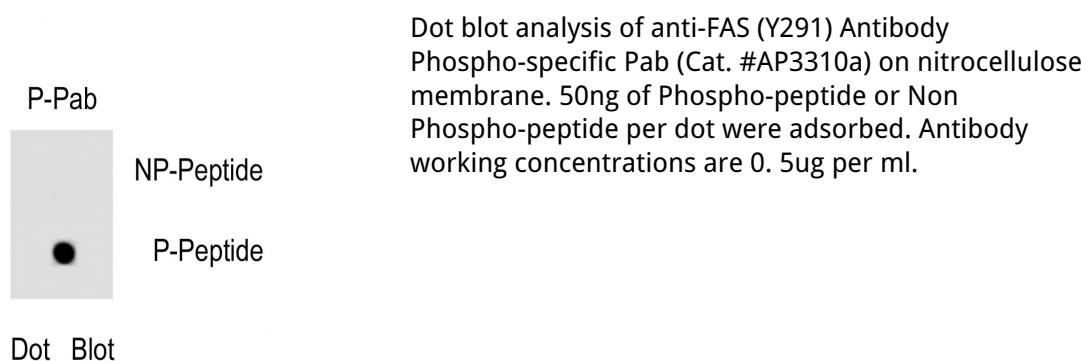 P-Pab
NP-Peptide
P-Peptide
Dot Blot
Dot blot analysis of anti-FAS (Y291) Antibody
Phospho-specific Pab (Cat. #AP3310a) on nitrocellulose
membrane. 50ng of Phospho-peptide or Non
Phospho-peptide per dot were adsorbed. Antibody
working concentrations are 0. 5ug per ml.